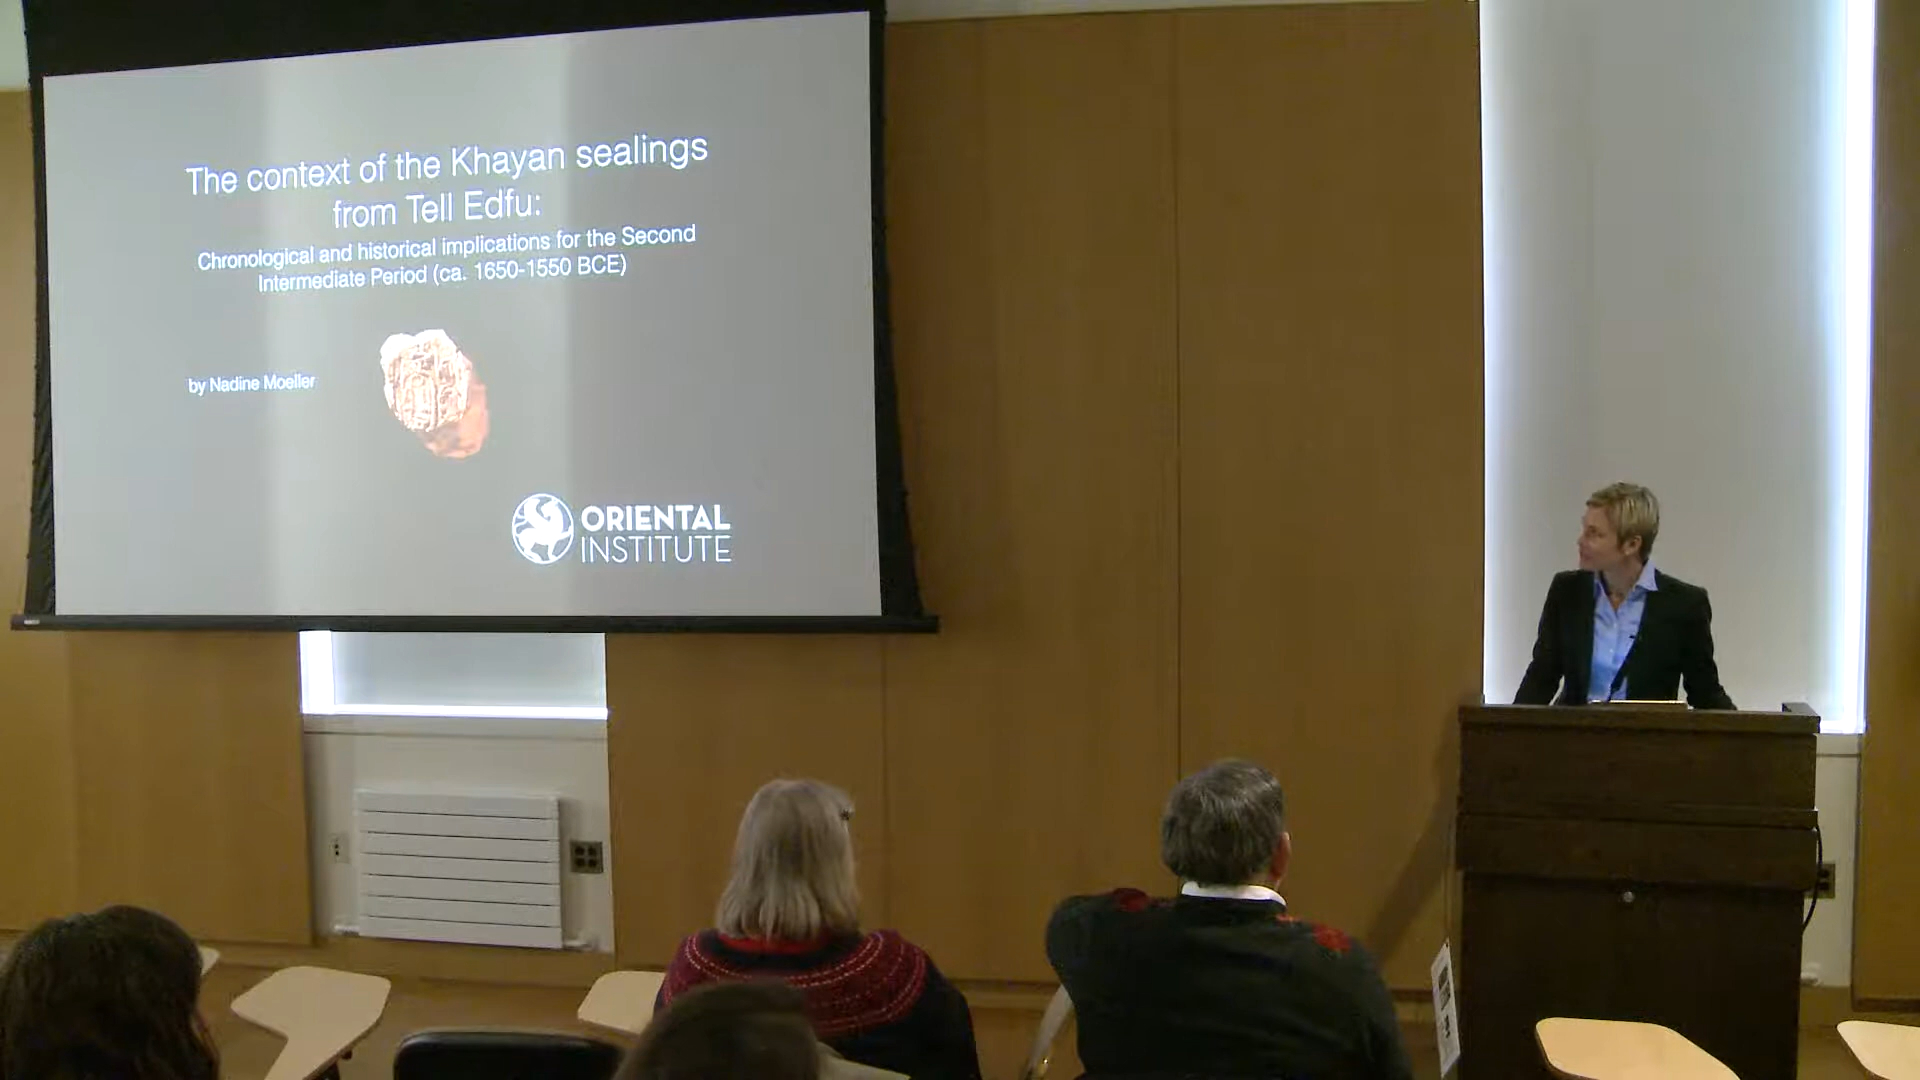 The context of the Khayan sealings
from Tell Edfu:
Chronological and historical implications for the Second
Intermediate Period (ca. 1650-1550 BCE)
by Nadine Moeller
ORIENTAL
INSTITUTE